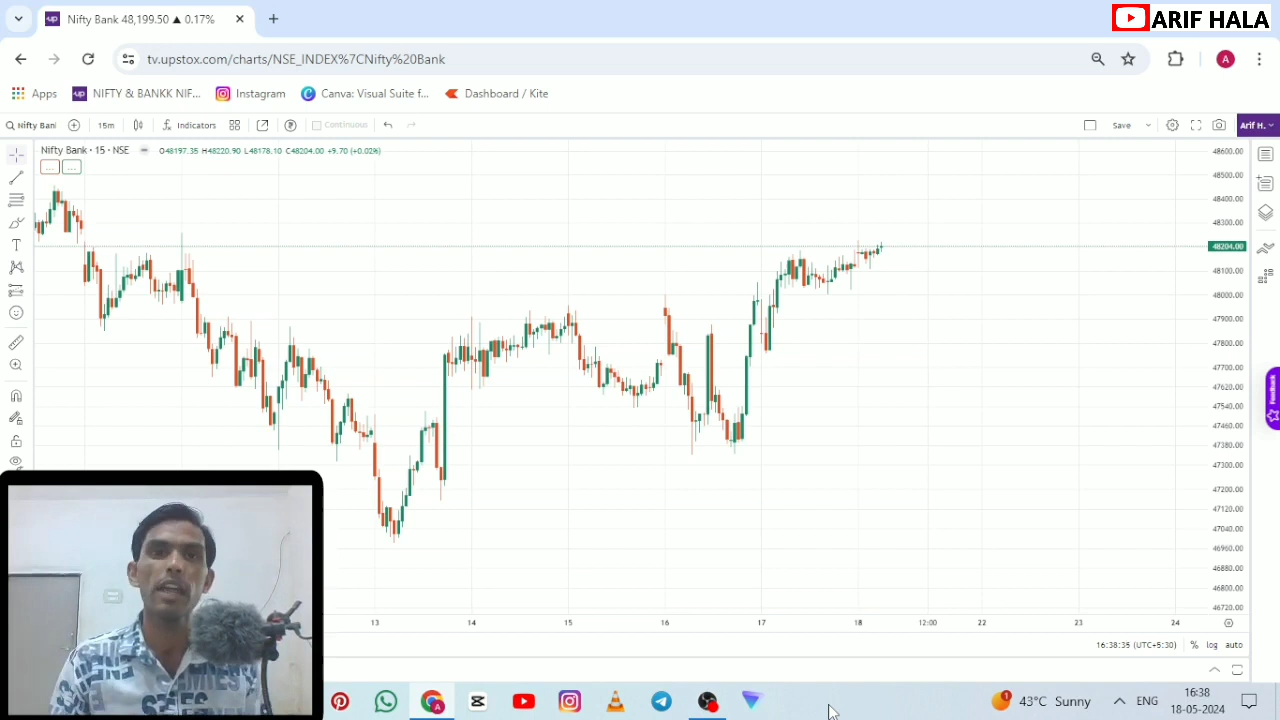 Nifty Bank 48,199.50 ▲ 0.17%
ARIF HALA
tv.upstox.com/charts/NSE_INDEX%7CNifty%20Bank
A
Apps
NIFTY & BANKK NIF...
Instagram
Canva: Visual Suite f...
Dashboard / Kite
Nifty Bank
15m
Indicators
Continuous
Save
Arif H.
Nifty Bank · 15 · NSE
O48197.35 H48220.90 L48178.10 C48204.00 +9.70 (+0.02%)
48600.00
48500.00
48400.00
48300.00
48204.00
48100.00
48000.00
47900.00
47800.00
47700.00
47620.00
47540.00
47460.00
47380.00
47300.00
47200.00
47120.00
47040.00
46960.00
46880.00
46800.00
46720.00
Feedback
13 14 15 16 17 18 12:00 22 23 24
16:38:35 (UTC+5:30) % log auto
1
43°C Sunny
ENG
16:38
18-05-2024